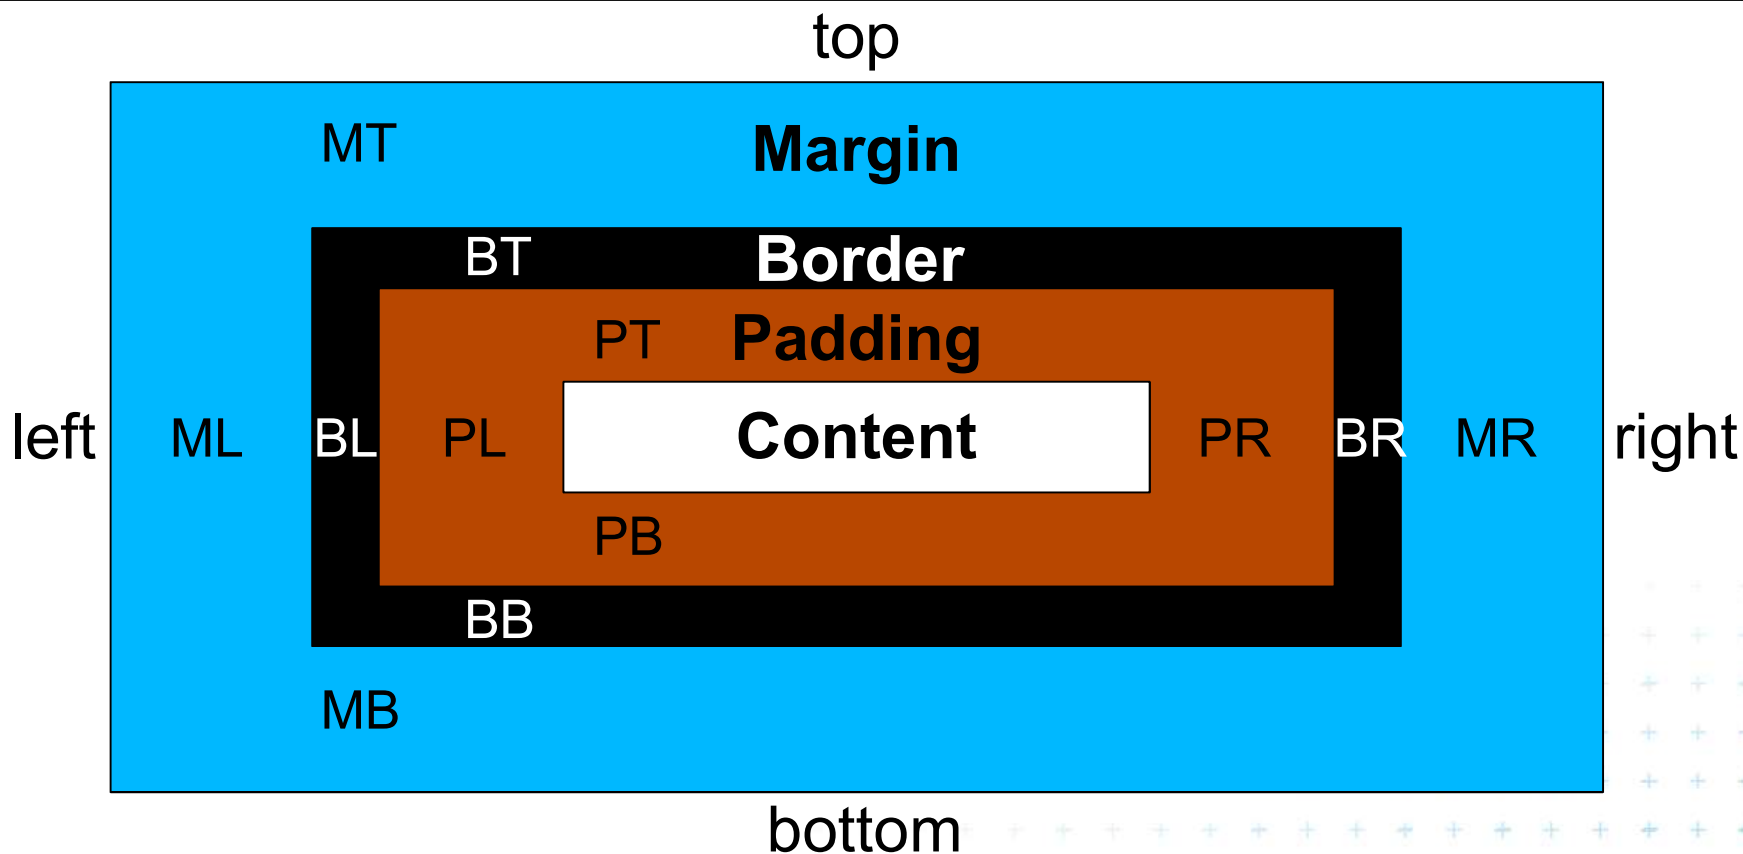 top
MT Margin
BT Border
PT Padding
left ML BL PL Content PR BR MR right
PB
BB
MB
bottom